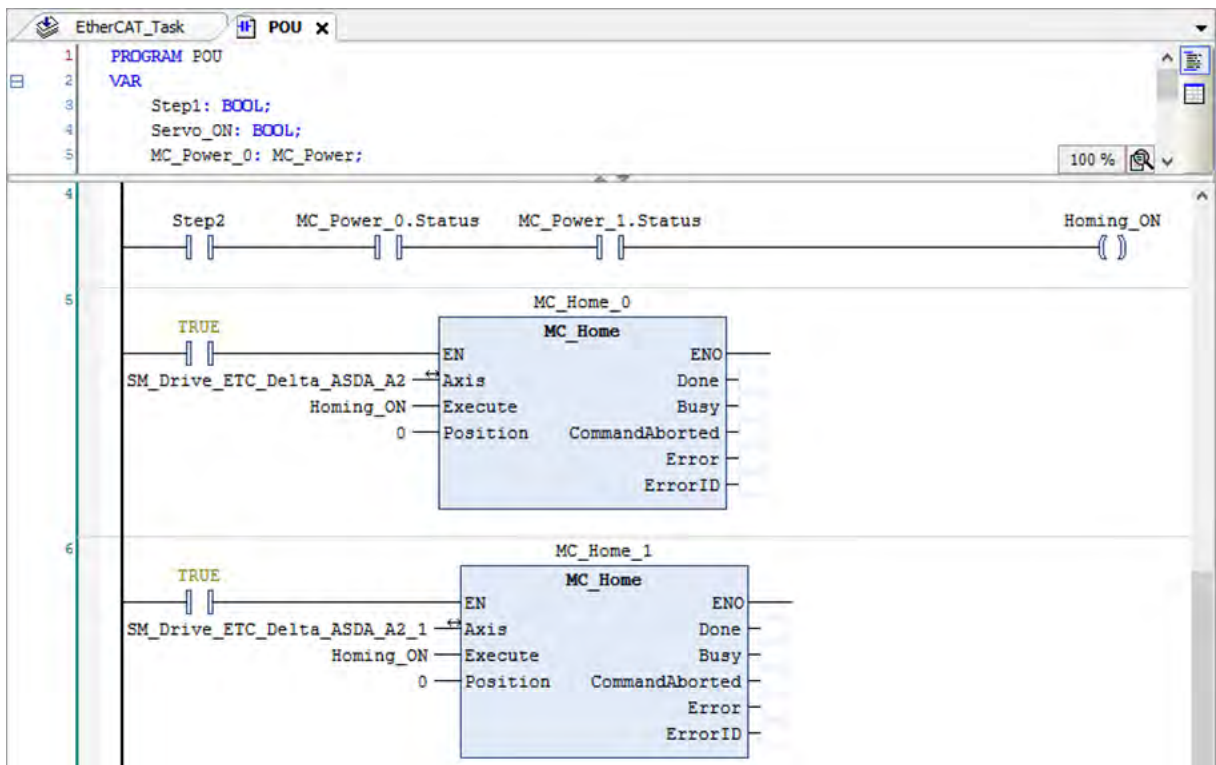 EtherCAT_Task POU x
1 PROGRAM POU
2 VAR
3 Step1: BOOL;
4 Servo_ON: BOOL;
5 MC_Power_0: MC_Power;
100 %
4
Step2 MC_Power_0.Status MC_Power_1.Status Homing_ON
5
MC_Home_0
TRUE MC_Home
EN ENO
SM_Drive_ETC_Delta_ASDA_A2 Axis Done
Homing_ON Execute Busy
0 Position CommandAborted
Error
ErrorID
6
MC_Home_1
TRUE MC_Home
EN ENO
SM_Drive_ETC_Delta_ASDA_A2_1 Axis Done
Homing_ON Execute Busy
0 Position CommandAborted
Error
ErrorID